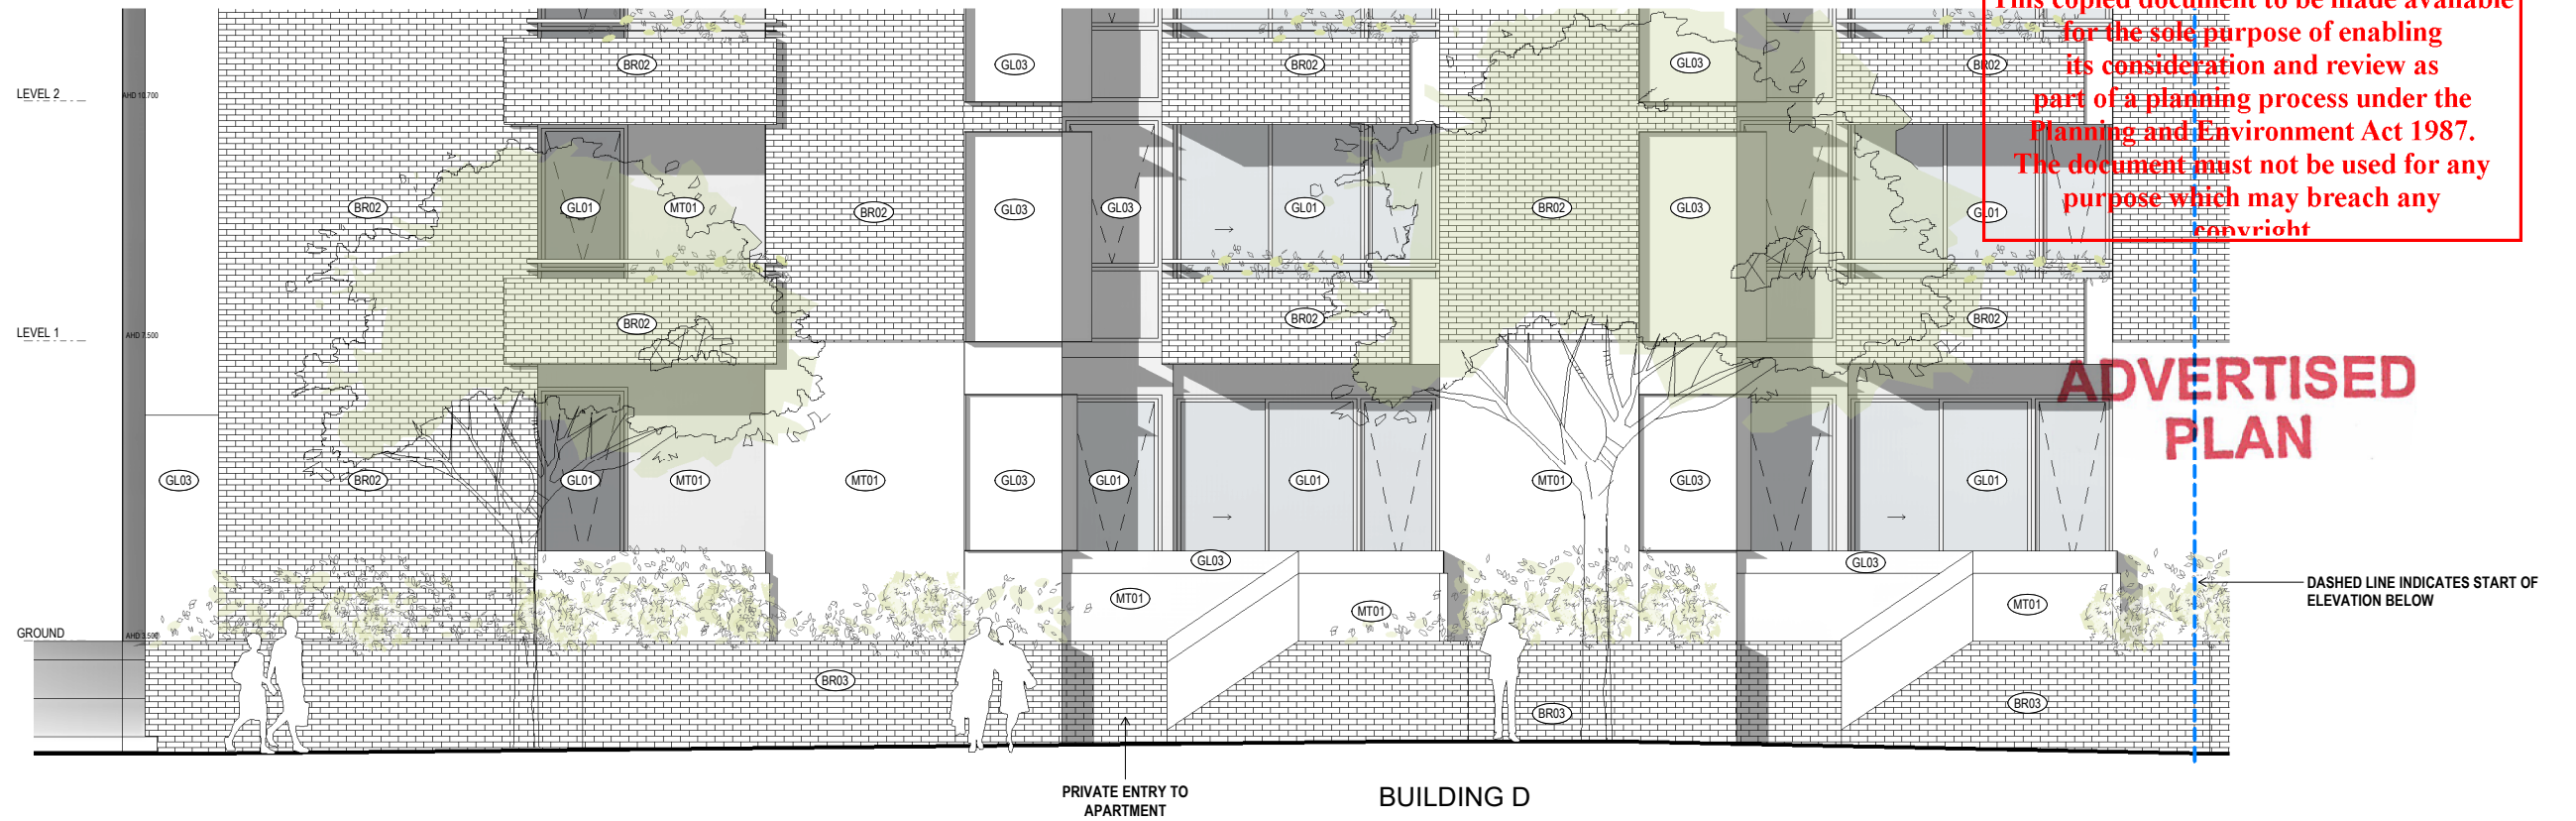 This copied document to be made available
for the sole purpose of enabling
its consideration and review as
part of a planning process under the
Planning and Environment Act 1987.
The document must not be used for any
purpose which may breach any
copyright
BR02
GL03
BR02
GL03
BR02
LEVEL 2
AHD 10.700
BR02
GL01
MT01
BR02
GL03
GL03
GL01
BR02
GL03
GL01
LEVEL 1
AHD 7.500
BR02
BR02
BR02
ADVERTISED
PLAN
GL03
BR02
GL01
MT01
MT01
GL03
GL01
GL01
MT01
GL03
GL01
GL03
GL03
MT01
MT01
MT01
DASHED LINE INDICATES START OF
ELEVATION BELOW
GROUND
AHD 3.500
BR03
BR03
BR03
PRIVATE ENTRY TO
APARTMENT
BUILDING D